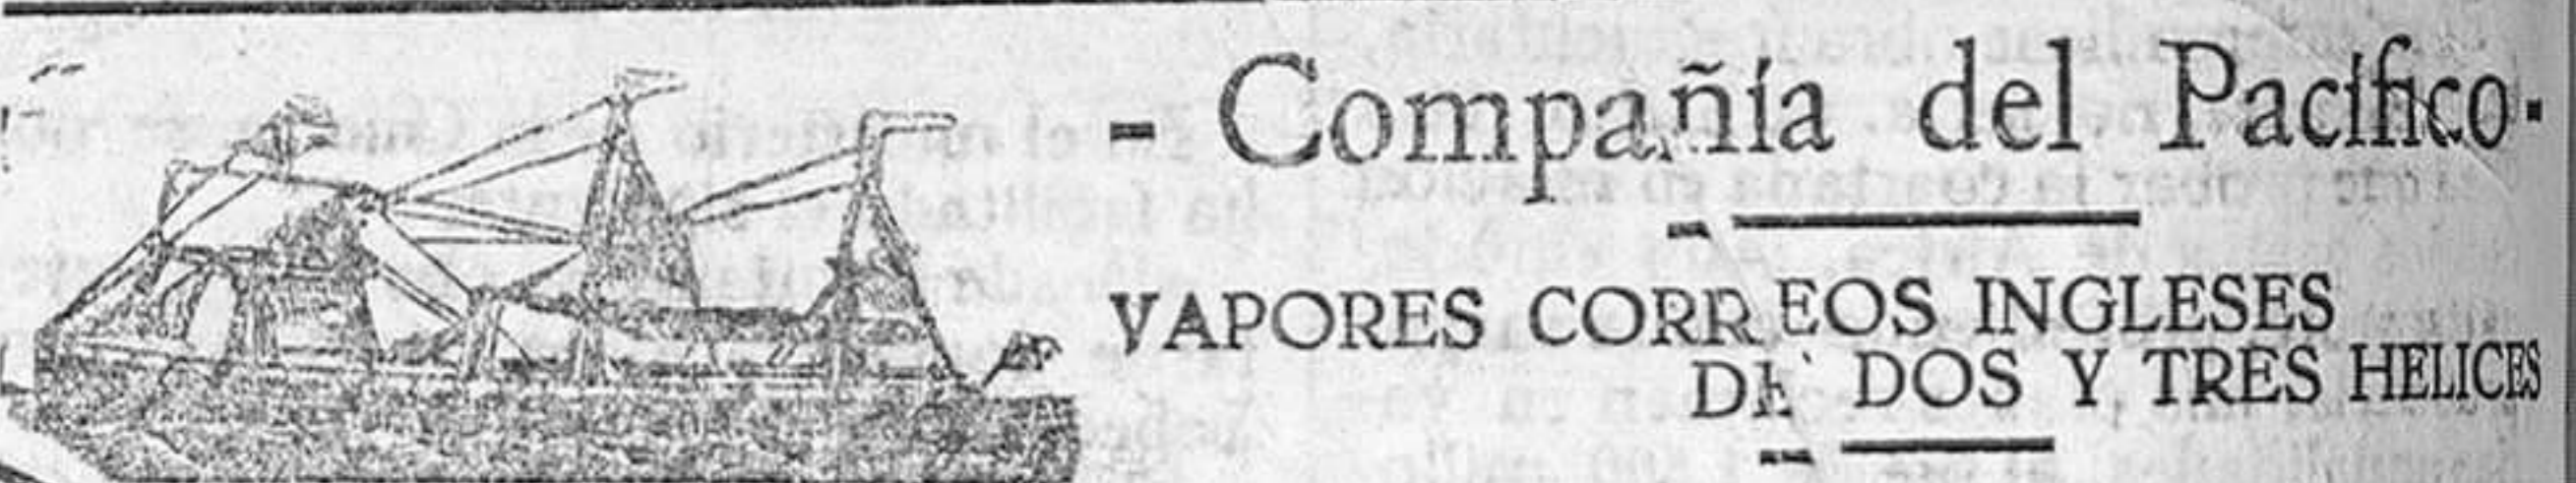 - Compañía del Pacífico -
VAPORES CORREOS INGLESES
DE DOS Y TRES HELICES